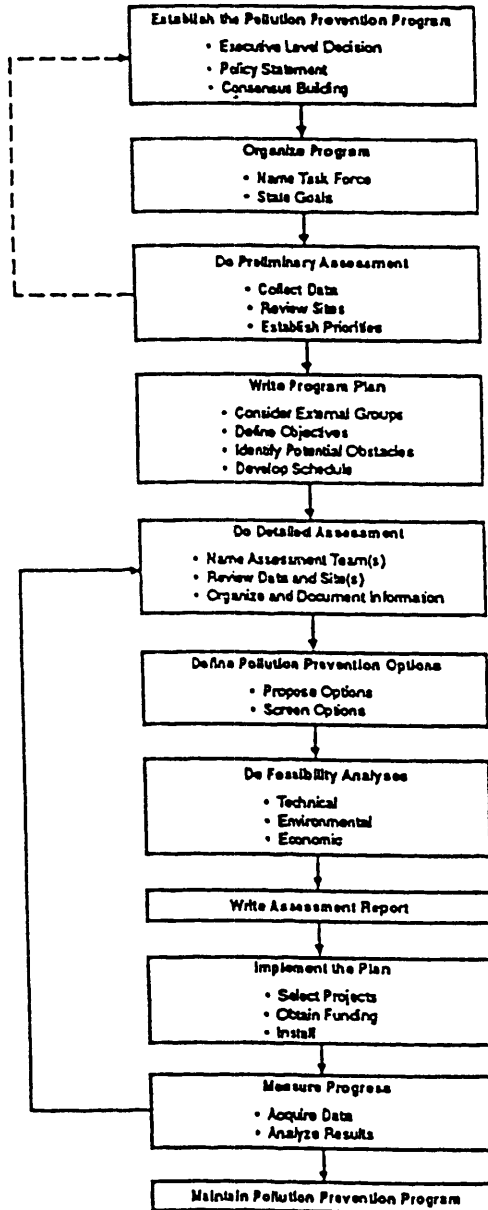 Establish the Pollution Prevention Program
• Executive Level Decision
• Policy Statement
• Consensus Building
Organize Program
• Name Task Force
• State Goals
Do Preliminary Assessment
• Collect Data
• Review Sites
• Establish Priorities
Write Program Plan
• Consider External Groups
• Define Objectives
• Identify Potential Obstacles
• Develop Schedule
Do Detailed Assessment
• Name Assessment Team(s)
• Review Data and Site(s)
• Organize and Document Information
Define Pollution Prevention Options
• Propose Options
• Screen Options
Do Feasibility Analyses
• Technical
• Environmental
• Economic
Write Assessment Report
Implement the Plan
• Select Projects
• Obtain Funding
• Install
Measure Progress
• Acquire Data
• Analyze Results
Maintain Pollution Prevention Program